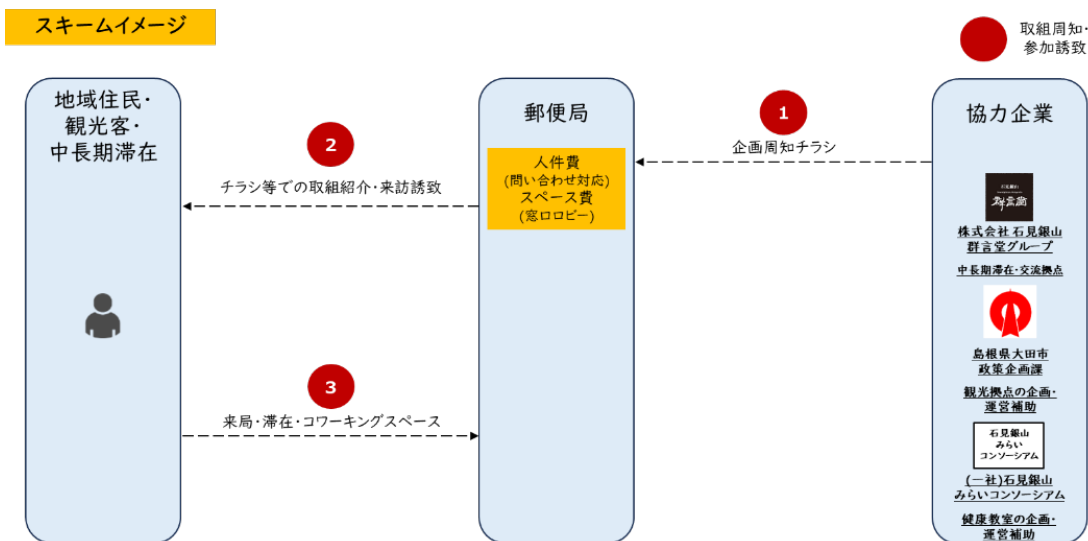 スキームイメージ
取組周知・
参加誘致
地域住民・
観光客・
中長期滞在
2
チラシ等での取組紹介・来訪誘致
3
来局・滞在・コワーキングスペース
郵便局
人件費
(問い合わせ対応)
スペース費
(窓口ロビー)
1
企画周知チラシ
協力企業
石見銀山
群言堂
株式会社石見銀山
群言堂グループ
中長期滞在・交流拠点
島根県大田市
政策企画課
観光拠点の企画・
運営補助
石見銀山
みらい
コンソーシアム
(一社)石見銀山
みらいコンソーシアム
健康教室の企画・
運営補助